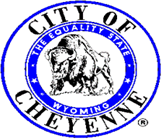 CITY OF
THE EQUALITY STATE
WYOMING
CHEYENNE
®